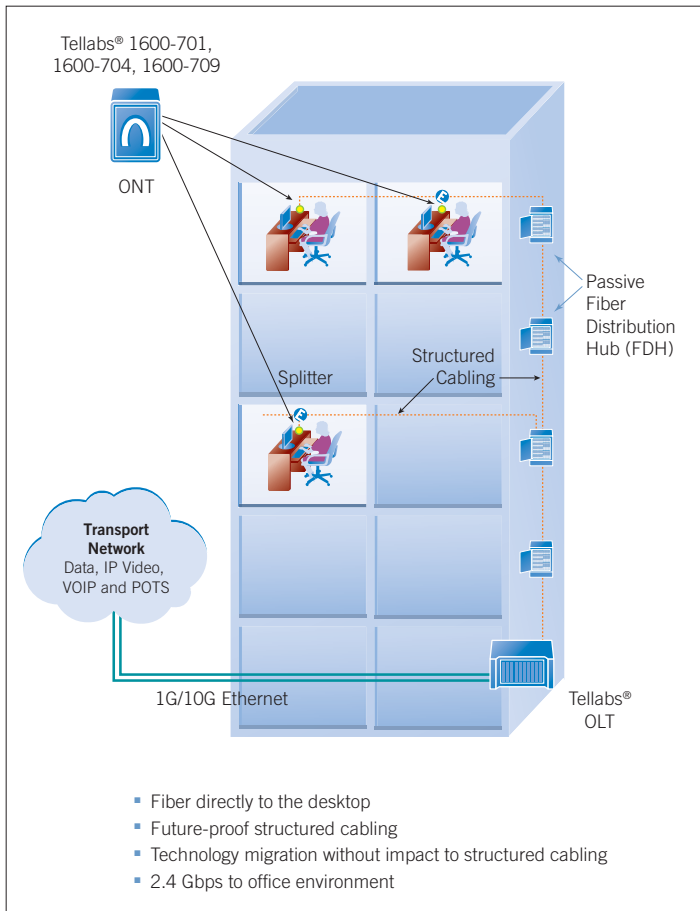 Tellabs® 1600-701,
1600-704, 1600-709
ONT
E
Passive
Fiber
Distribution
Hub (FDH)
Structured
Cabling
Splitter
E
Transport
Network
Data, IP Video,
VOIP and POTS
1G/10G Ethernet
Tellabs®
OLT
▪ Fiber directly to the desktop
▪ Future-proof structured cabling
▪ Technology migration without impact to structured cabling
▪ 2.4 Gbps to office environment